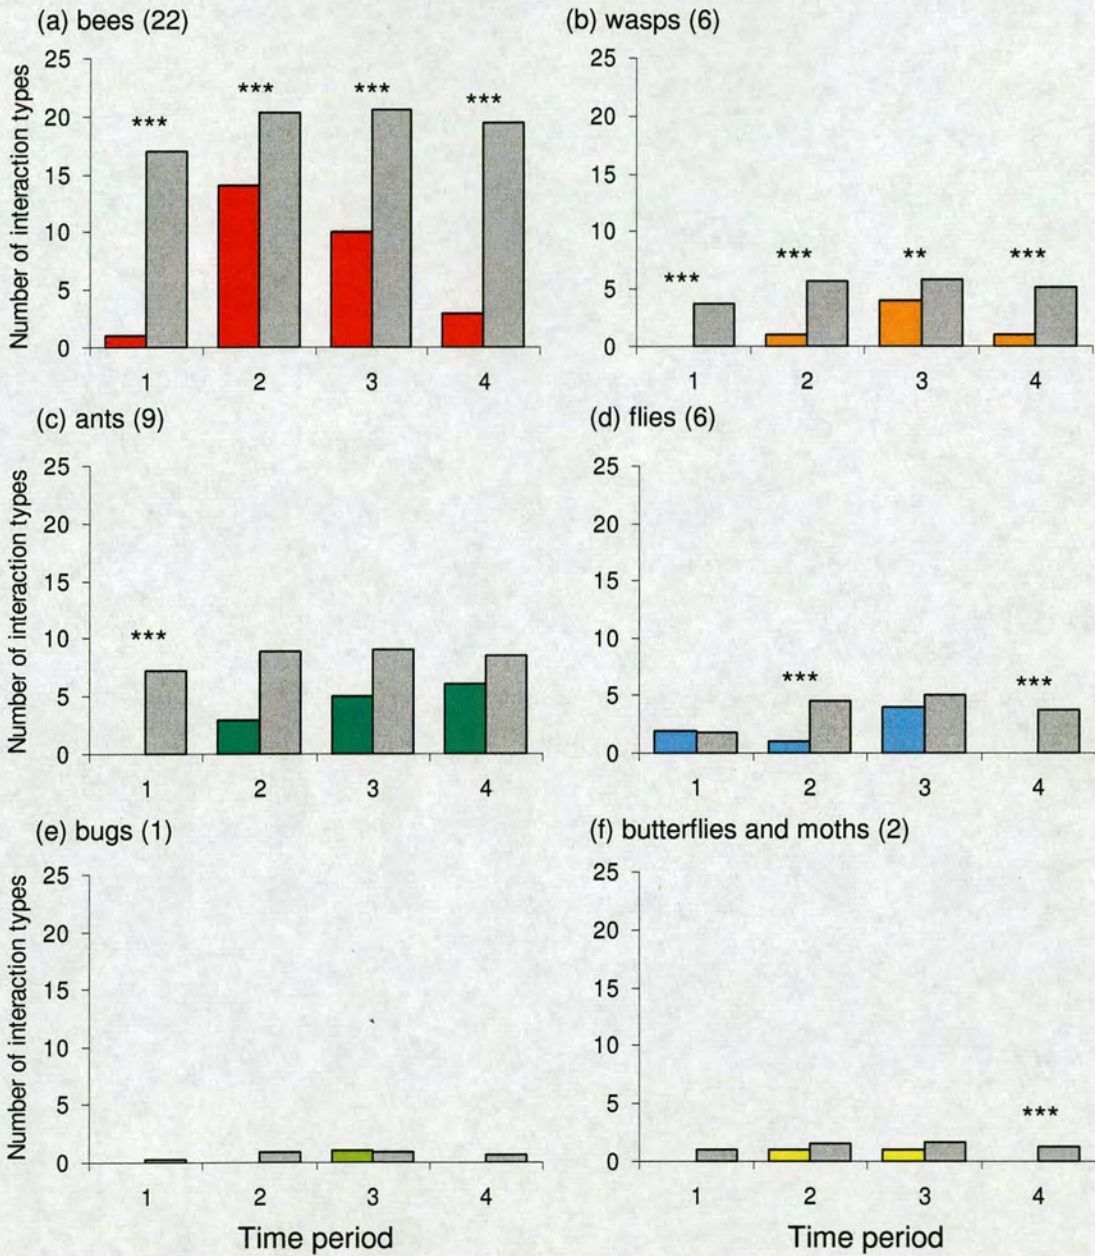 (a) bees (22)
Number of interaction types
25
20
15
10
5
0
***
***
***
***
1 2 3 4
(b) wasps (6)
25
20
15
10
5
0
***
***
**
***
1 2 3 4
(c) ants (9)
Number of interaction types
25
20
15
10
5
0
***
1 2 3 4
(d) flies (6)
25
20
15
10
5
0
***
***
1 2 3 4
(e) bugs (1)
Number of interaction types
25
20
15
10
5
0
1 2 3 4
Time period
(f) butterflies and moths (2)
25
20
15
10
5
0
***
1 2 3 4
Time period